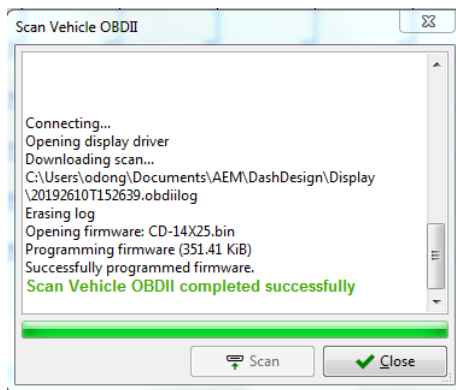 Scan Vehicle OBDII
Connecting...
Opening display driver
Downloading scan...
C:\Users\odong\Documents\AEM\DashDesign\Display
\20192610T152639.obdiilog
Erasing log
Opening firmware: CD-14X25.bin
Programming firmware (351.41 KiB)
Successfully programmed firmware.
Scan Vehicle OBDII completed successfully
Scan
Close